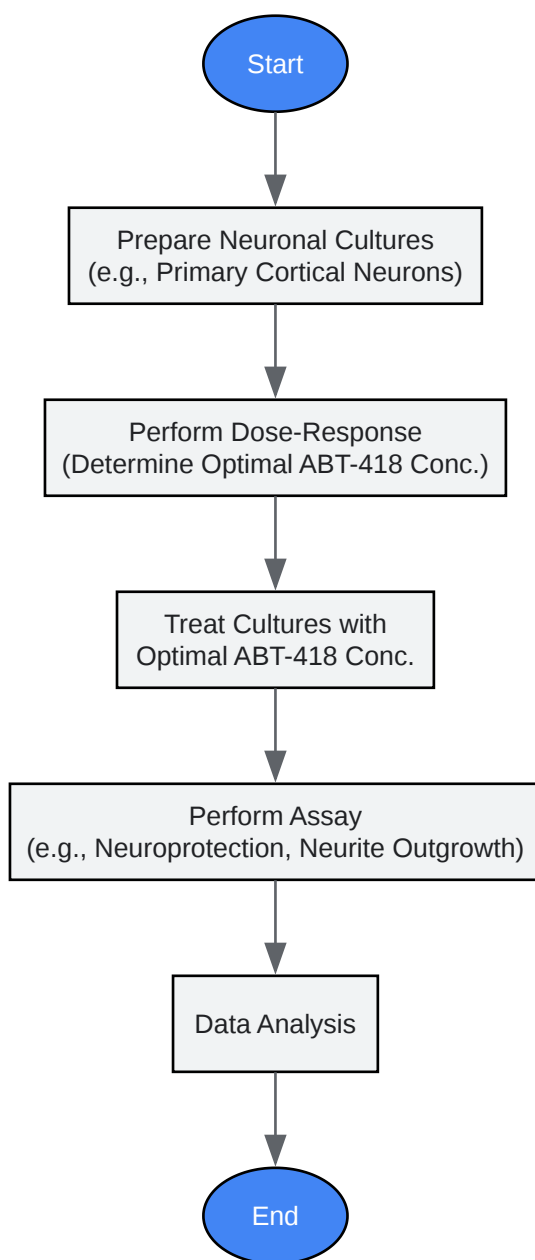 Start
Prepare Neuronal Cultures
(e.g., Primary Cortical Neurons)
Perform Dose-Response
(Determine Optimal ABT-418 Conc.)
Treat Cultures with
Optimal ABT-418 Conc.
Perform Assay
(e.g., Neuroprotection, Neurite Outgrowth)
Data Analysis
End